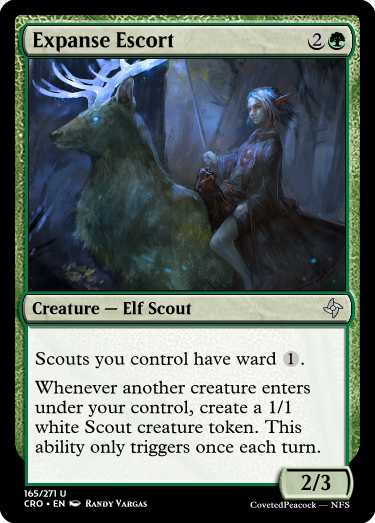 Expanse Escort 2
Creature — Elf Scout
Scouts you control have ward 1.
Whenever another creature enters
under your control, create a 1/1
white Scout creature token. This
ability only triggers once each turn.
2/3
165/271 U
CRO • EN Randy Vargas
CovetedPeacock — NFS